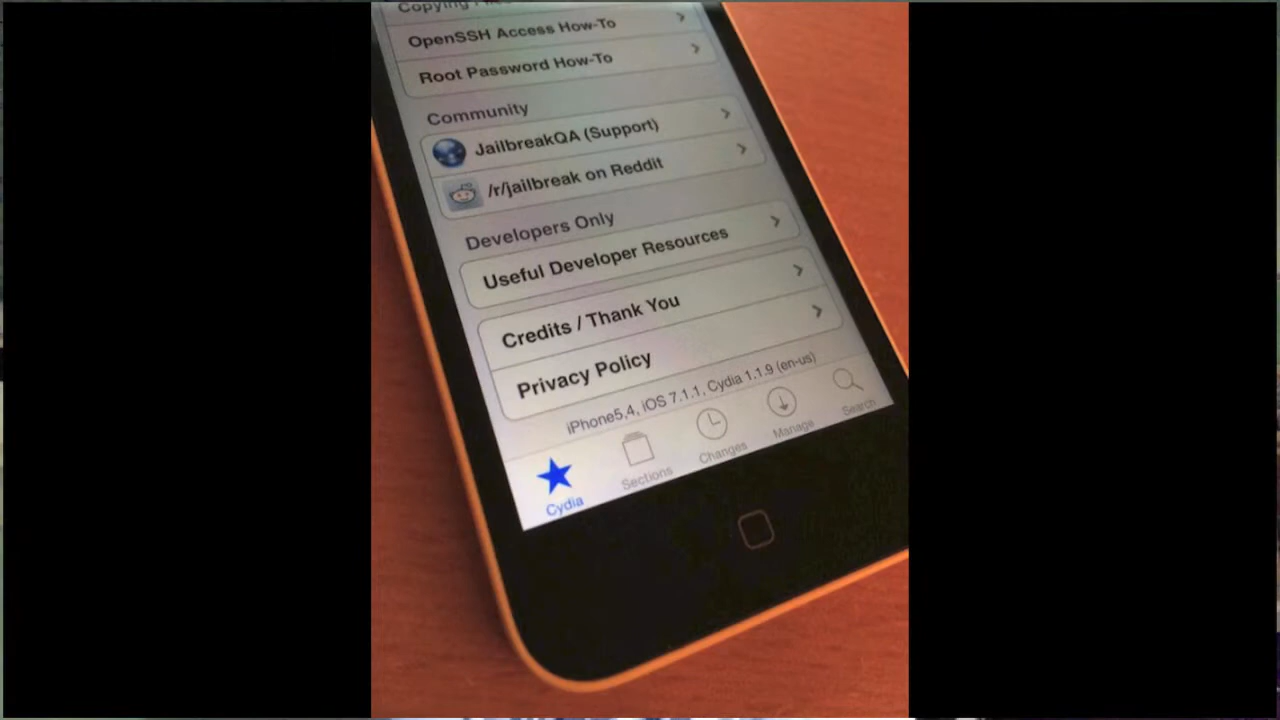 Copying Files
OpenSSH Access How-To
Root Password How-To
Community
JailbreakQA (Support)
/r/jailbreak on Reddit
Developers Only
Useful Developer Resources
Credits / Thank You
Privacy Policy
iPhone5,4, iOS 7.1.1, Cydia 1.1.9 (en-us)
Cydia
Sections
Changes
Manage
Search